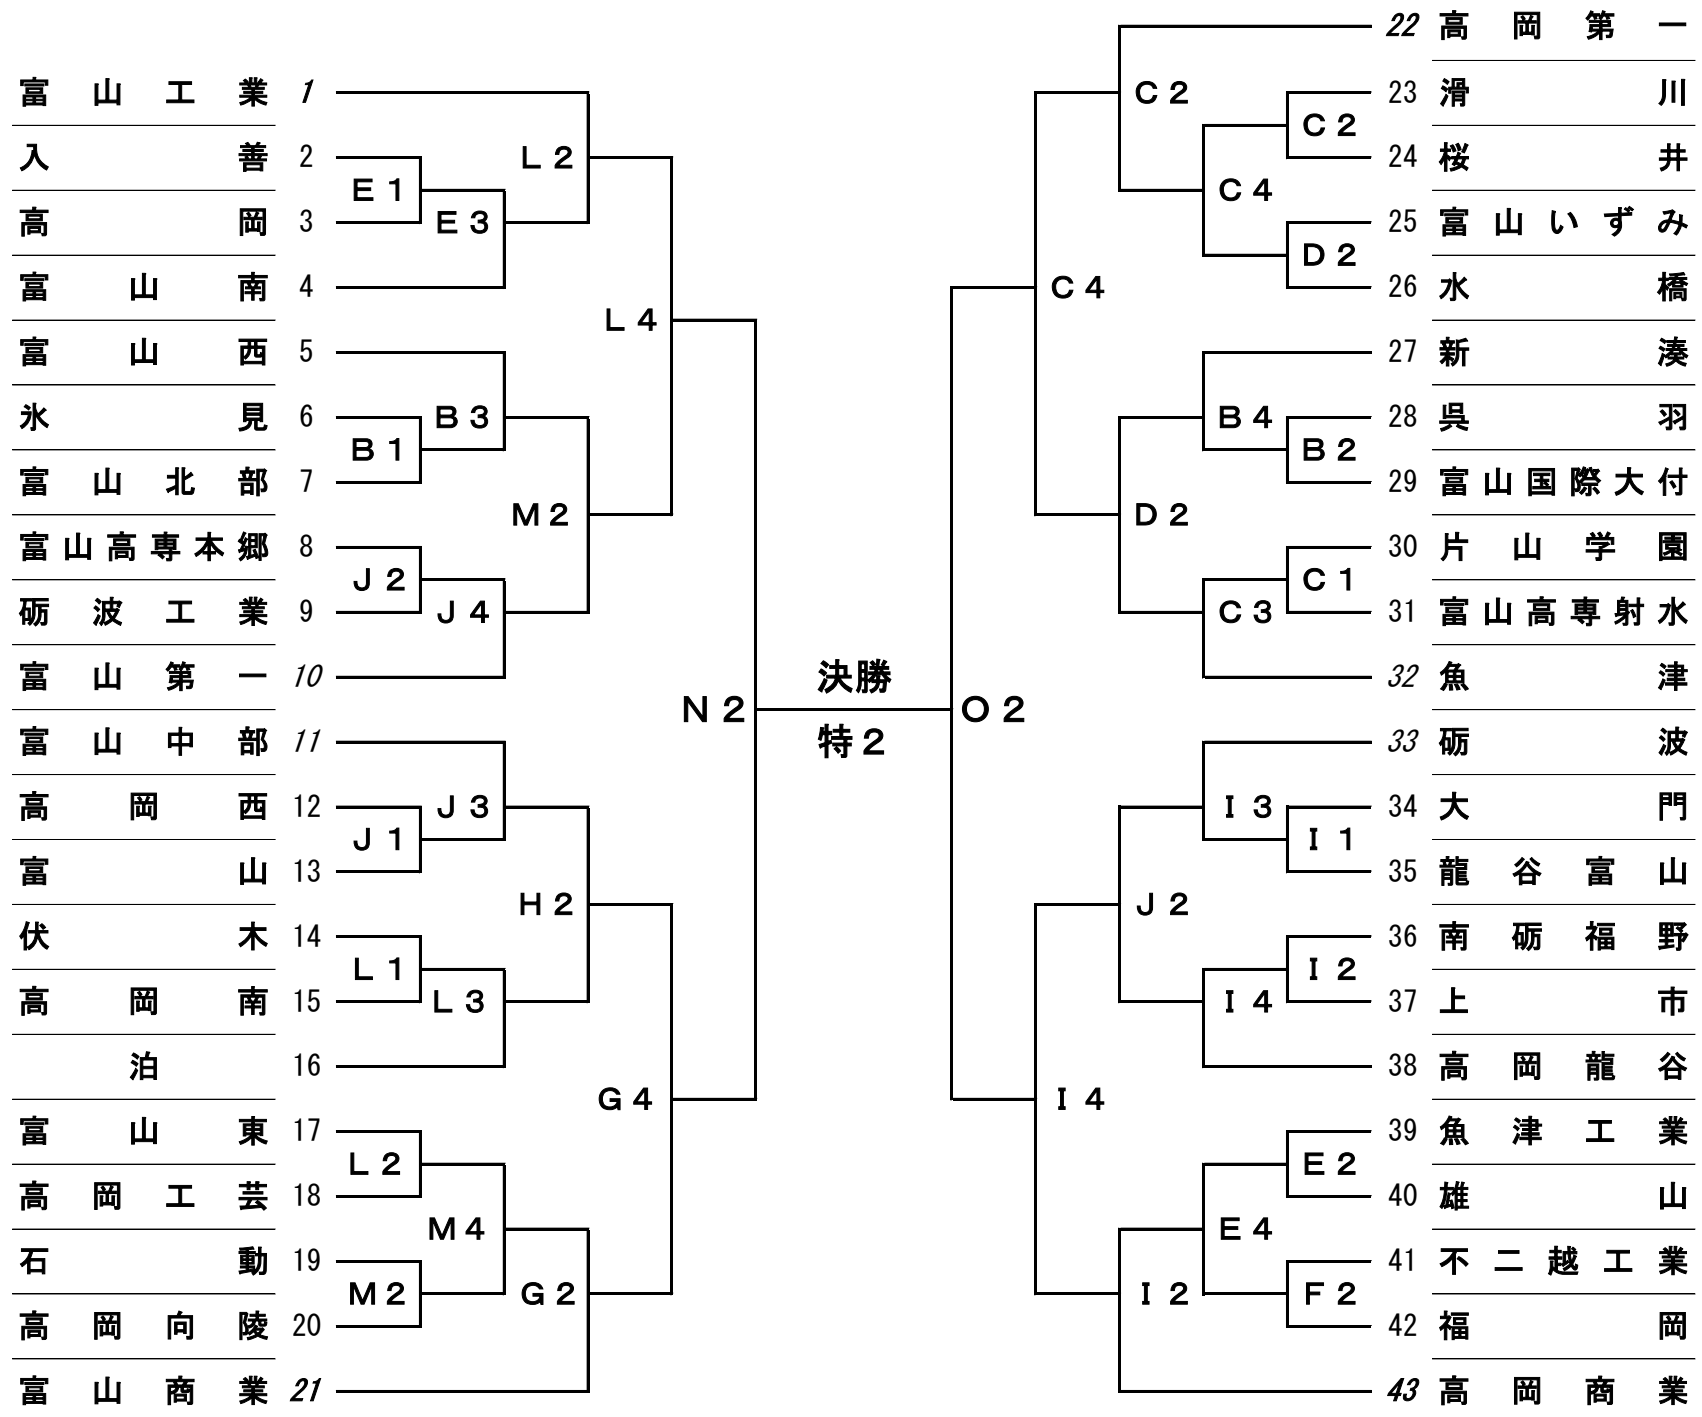 富山工業 1
入善 2
高岡 3
富山南 4
富山西 5
氷見 6
富山北部 7
富山高専本郷 8
砺波工業 9
富山第一 10
富山中部 11
高岡西 12
富山 13
伏木 14
高岡南 15
泊 16
富山東 17
高岡工芸 18
石動 19
高岡向陵 20
富山商業 21
E1
E3
L2
B1
B3
J2
J4
M2
L4
J1
J3
L1
L3
H2
L2
M2
M4
G2
G4
N2
決勝
特2
O2
C4
C2
C2
C4
D2
B4
B2
D2
C1
C3
I3
I1
J2
I2
I4
I4
E2
E4
F2
I2
22 高岡第一
23 滑川
24 桜井
25 富山いずみ
26 水橋
27 新湊
28 呉羽
29 富山国際大付
30 片山学園
31 富山高専射水
32 魚津
33 砺波
34 大門
35 龍谷富山
36 南砺福野
37 上市
38 高岡龍谷
39 魚津工業
40 雄山
41 不二越工業
42 福岡
43 高岡商業